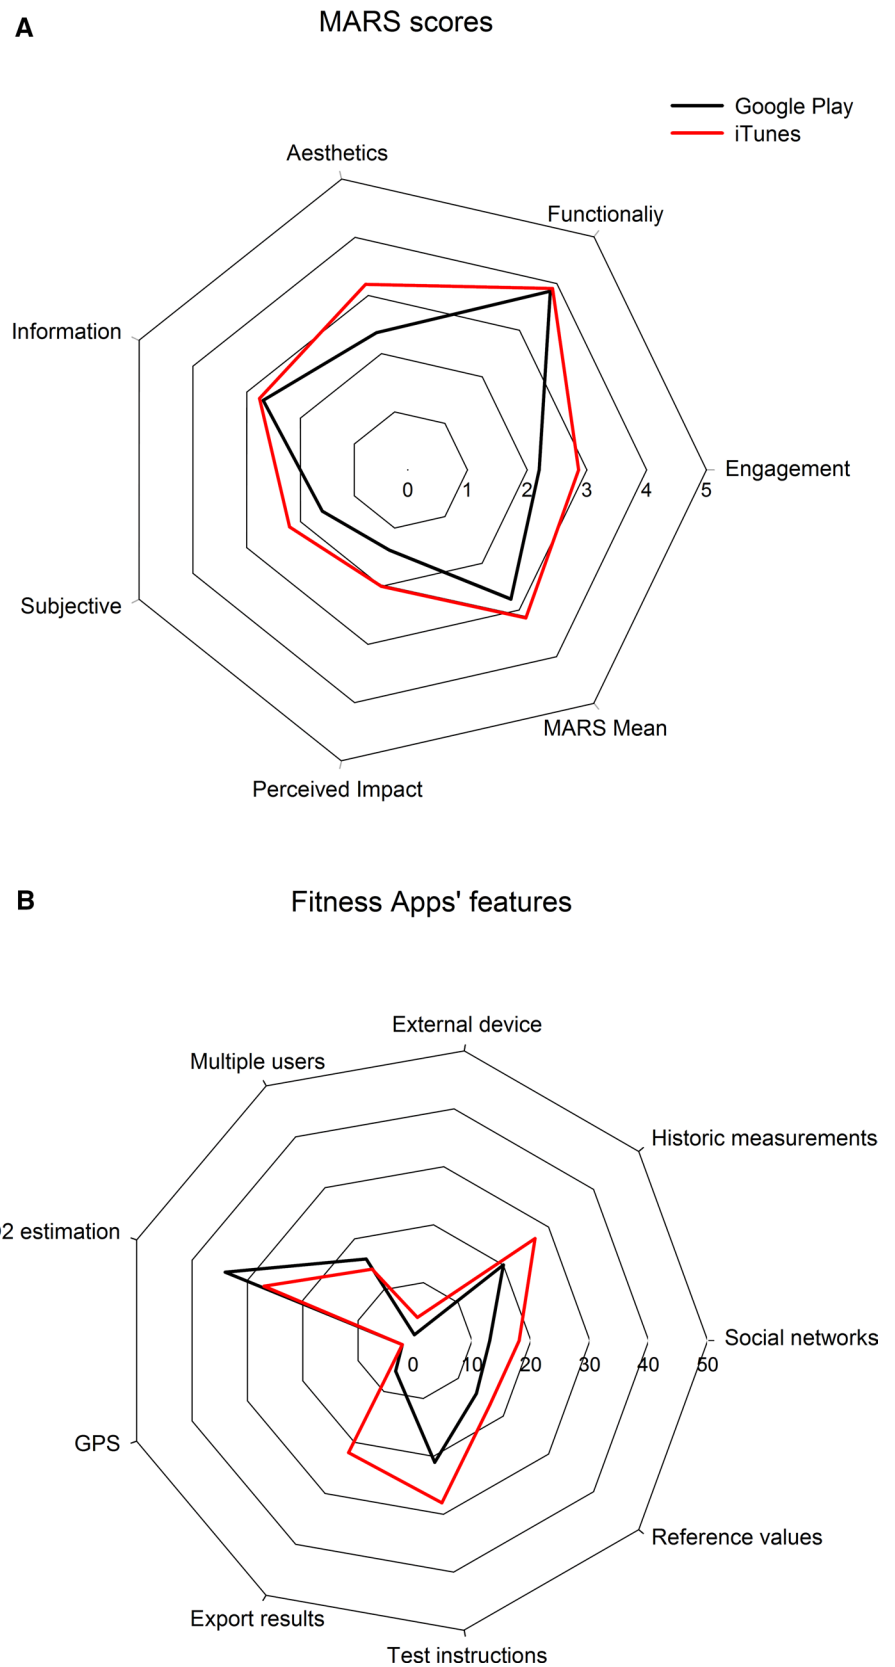 A
MARS scores
Google Play
iTunes
Aesthetics
Functionaliy
Information
Engagement
0 1 2 3 4 5
Subjective
MARS Mean
Perceived Impact
B
Fitness Apps' features
External device
Multiple users
Historic measurements
2 estimation
Social networks
0 10 20 30 40 50
GPS
Reference values
Export results
Test instructions